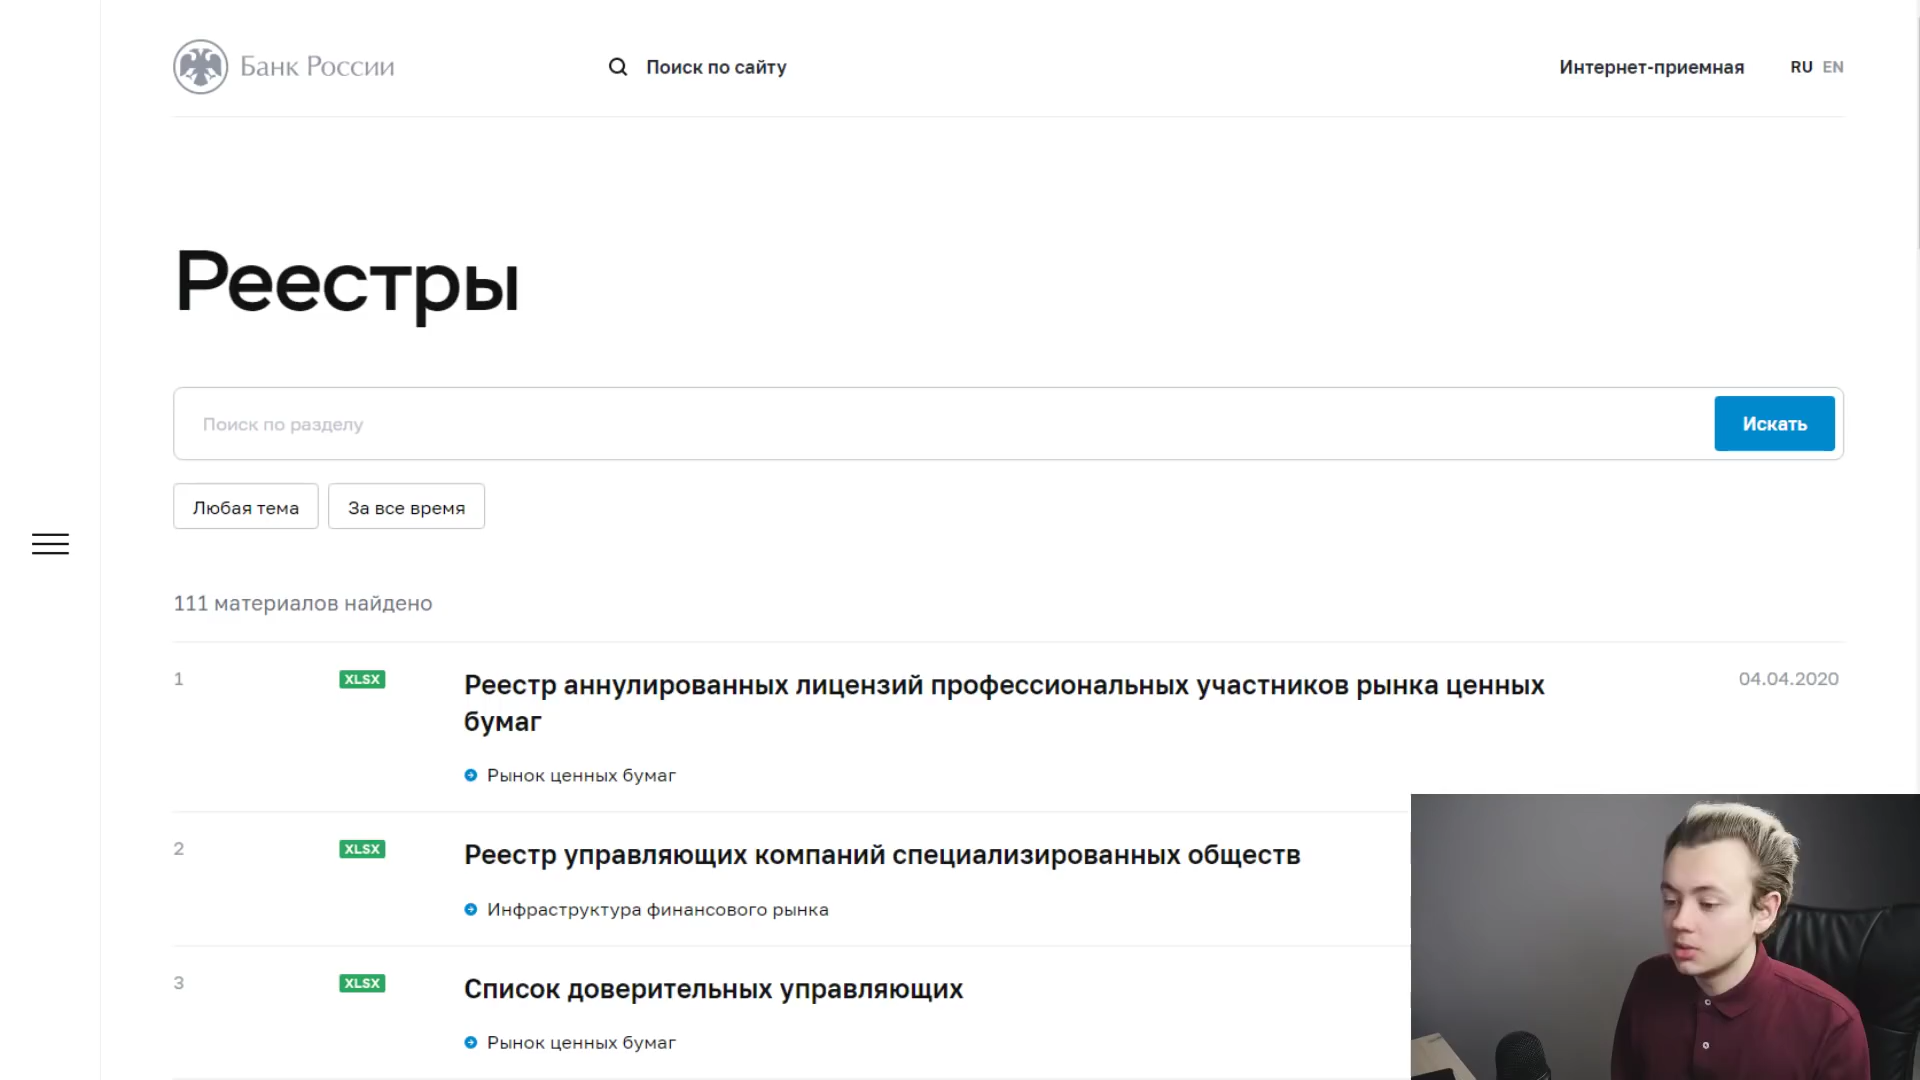 Банк России
Поиск по сайту
Интернет-приемная
RU EN
Реестры
Поиск по разделу
Искать
Любая тема
За все время
111 материалов найдено
1
XLSX
Реестр аннулированных лицензий профессиональных участников рынка ценных
бумаг
04.04.2020
Рынок ценных бумаг
2
XLSX
Реестр управляющих компаний специализированных обществ
Инфраструктура финансового рынка
3
XLSX
Список доверительных управляющих
Рынок ценных бумаг